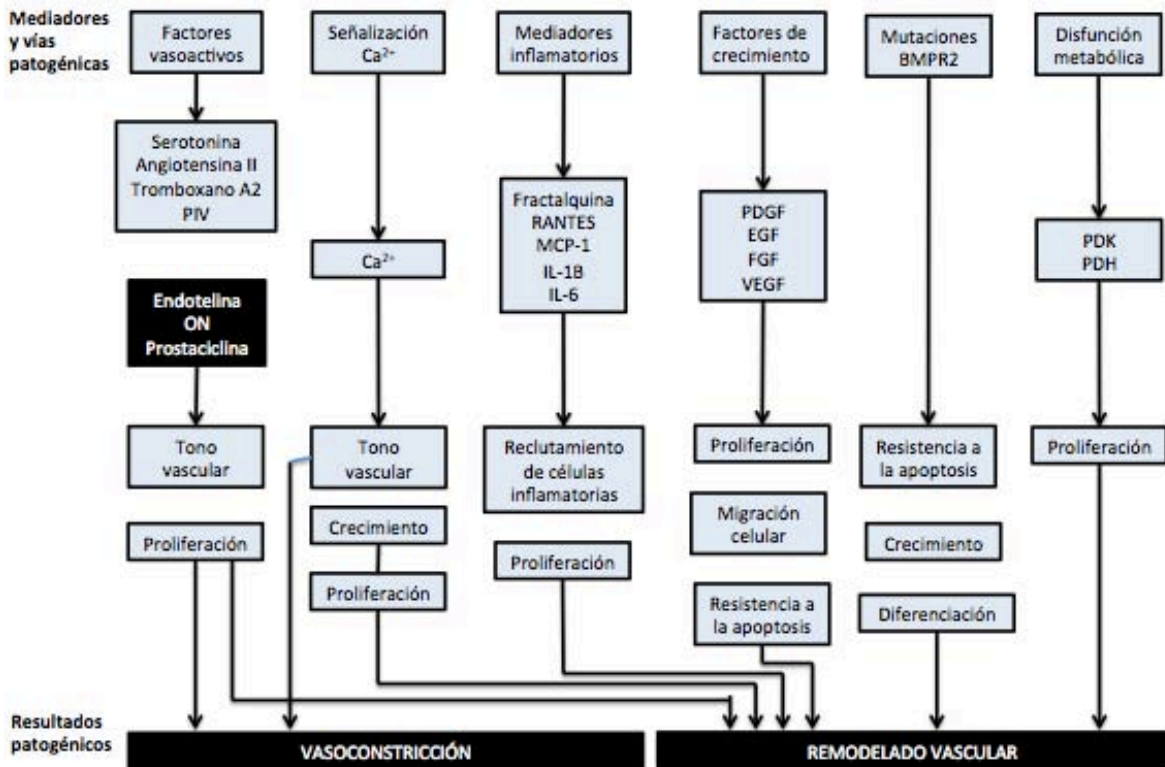 Mediadores
y vías
patogénicas
Factores
vasoactivos
Señalización
Ca²⁺
Mediadores
inflamatorios
Factores de
crecimiento
Mutaciones
BMPR2
Disfunción
metabólica
Serotonina
Angiotensina II
Tromboxano A2
PIV
Ca²⁺
Fractalquina
RANTES
MCP-1
IL-1B
IL-6
PDGF
EGF
FGF
VEGF
PDK
PDH
Endotelina
ON
Prostaciclina
Tono
vascular
Tono
vascular
Reclutamiento
de células
inflamatorias
Proliferación
Resistencia a
la apoptosis
Proliferación
Proliferación
Crecimiento
Proliferación
Proliferación
Migración
celular
Resistencia a
la apoptosis
Crecimiento
Diferenciación
Resultados
patogénicos
VASOCONSTRICCIÓN
REMODELADO VASCULAR